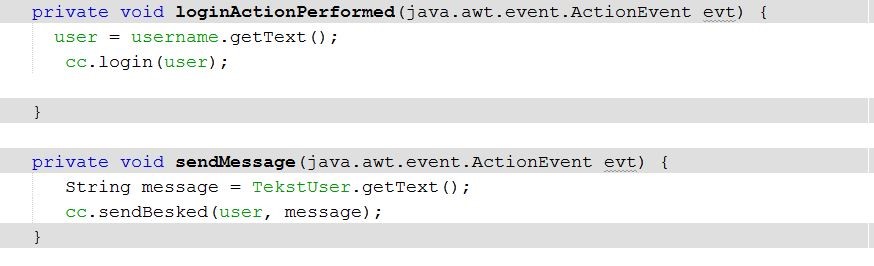 private void loginActionPerformed(java.awt.event.ActionEvent evt) {
user = username.getText();
cc.login(user);
}
private void sendMessage(java.awt.event.ActionEvent evt) {
String message = TekstUser.getText();
cc.sendBesked(user, message);
}